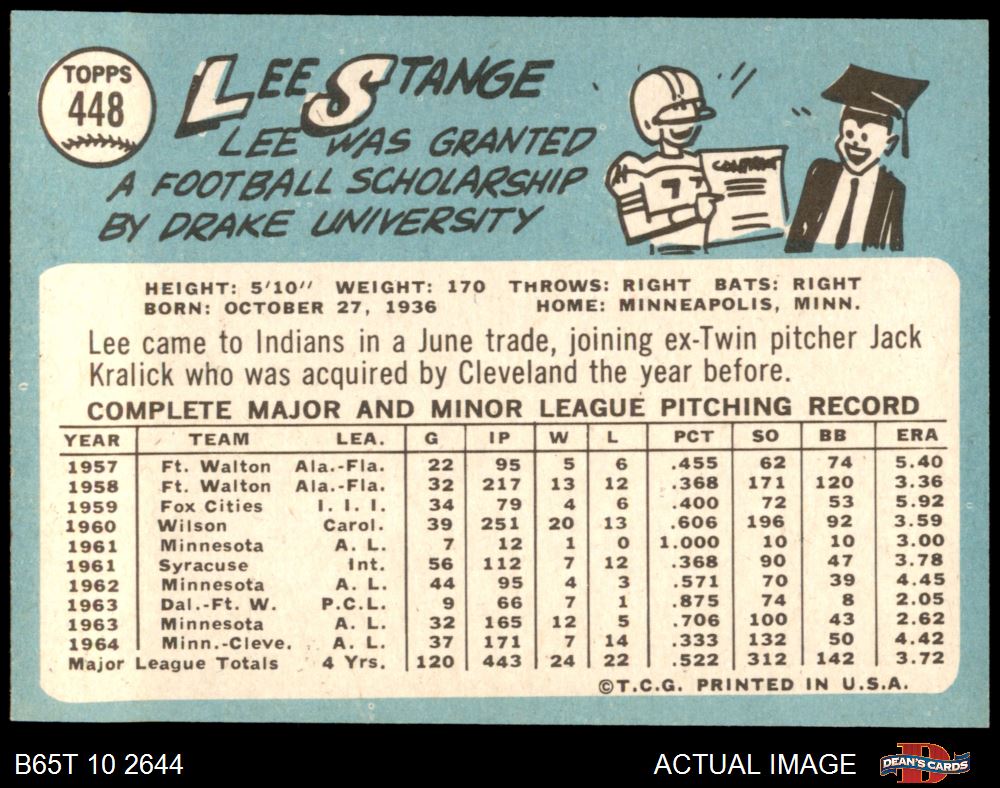 TOPPS
448
LEE STANGE
LEE WAS GRANTED
A FOOTBALL SCHOLARSHIP
BY DRAKE UNIVERSITY
CONTRACT
7
HEIGHT: 5'10" WEIGHT: 170 THROWS: RIGHT BATS: RIGHT
BORN: OCTOBER 27, 1936 HOME: MINNEAPOLIS, MINN.
Lee came to Indians in a June trade, joining ex-Twin pitcher Jack
Kralick who was acquired by Cleveland the year before.
COMPLETE MAJOR AND MINOR LEAGUE PITCHING RECORD
YEAR TEAM LEA. G IP W L PCT SO BB ERA
1957 Ft. Walton Ala.-Fla. 22 95 5 6 .455 62 74 5.40
1958 Ft. Walton Ala.-Fla. 32 217 13 12 .368 171 120 3.36
1959 Fox Cities I. I. I. 34 79 4 6 .400 72 53 5.92
1960 Wilson Carol. 39 251 20 13 .606 196 92 3.59
1961 Minnesota A. L. 7 12 1 0 1.000 10 10 3.00
1961 Syracuse Int. 56 112 7 12 .368 90 47 3.78
1962 Minnesota A. L. 44 95 4 3 .571 70 39 4.45
1963 Dal.-Ft. W. P.C.L. 9 66 7 1 .875 74 8 2.05
1963 Minnesota A. L. 32 165 12 5 .706 100 43 2.62
1964 Minn.-Cleve. A. L. 37 171 7 14 .333 132 50 4.42
Major League Totals 4 Yrs. 120 443 24 22 .522 312 142 3.72
©T.C.G. PRINTED IN U.S.A.
B65T 10 2644
ACTUAL IMAGE
D
DEAN'S CARDS